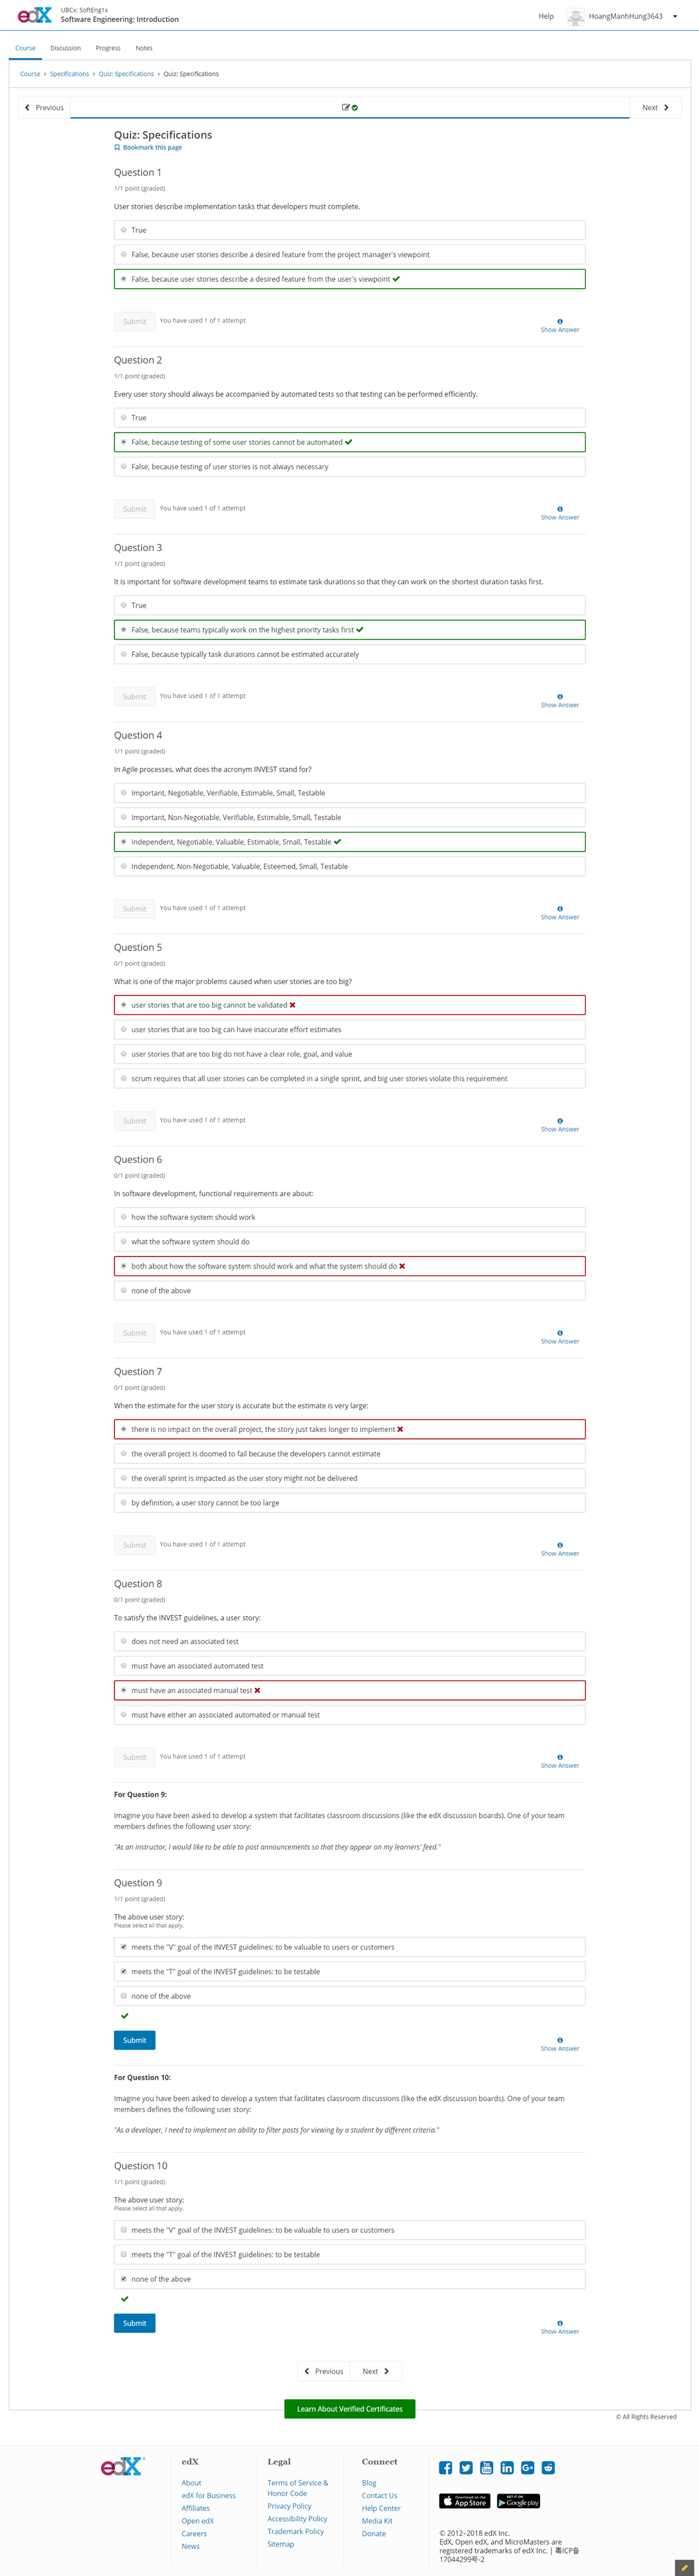 edX
UBCx: SoftEng1x
Software Engineering: Introduction
Help
HoangManhHung3643
Course
Discussion
Progress
Notes
Course › Specifications › Quiz: Specifications › Quiz: Specifications
Previous
Next
Quiz: Specifications
Bookmark this page
Question 1
1/1 point (graded)
User stories describe implementation tasks that developers must complete.
True
False, because user stories describe a desired feature from the project manager's viewpoint
False, because user stories describe a desired feature from the user's viewpoint ✔
Submit
You have used 1 of 1 attempt
Show Answer
Question 2
1/1 point (graded)
Every user story should always be accompanied by automated tests so that testing can be performed efficiently.
True
False, because testing of some user stories cannot be automated ✔
False, because testing of user stories is not always necessary
Submit
You have used 1 of 1 attempt
Show Answer
Question 3
1/1 point (graded)
It is important for software development teams to estimate task durations so that they can work on the shortest duration tasks first.
True
False, because teams typically work on the highest priority tasks first ✔
False, because typically task durations cannot be estimated accurately
Submit
You have used 1 of 1 attempt
Show Answer
Question 4
1/1 point (graded)
In Agile processes, what does the acronym INVEST stand for?
Important, Negotiable, Verifiable, Estimable, Small, Testable
Important, Non-Negotiable, Verifiable, Estimable, Small, Testable
Independent, Negotiable, Valuable, Estimable, Small, Testable ✔
Independent, Non-Negotiable, Valuable, Esteemed, Small, Testable
Submit
You have used 1 of 1 attempt
Show Answer
Question 5
0/1 point (graded)
What is one of the major problems caused when user stories are too big?
user stories that are too big cannot be validated ✖
user stories that are too big can have inaccurate effort estimates
user stories that are too big do not have a clear role, goal, and value
scrum requires that all user stories can be completed in a single sprint, and big user stories violate this requirement
Submit
You have used 1 of 1 attempt
Show Answer
Question 6
0/1 point (graded)
In software development, functional requirements are about:
how the software system should work
what the software system should do
both about how the software system should work and what the system should do ✖
none of the above
Submit
You have used 1 of 1 attempt
Show Answer
Question 7
0/1 point (graded)
When the estimate for the user story is accurate but the estimate is very large:
there is no impact on the overall project, the story just takes longer to implement ✖
the overall project is doomed to fail because the developers cannot estimate
the overall sprint is impacted as the user story might not be delivered
by definition, a user story cannot be too large
Submit
You have used 1 of 1 attempt
Show Answer
Question 8
0/1 point (graded)
To satisfy the INVEST guidelines, a user story:
does not need an associated test
must have an associated automated test
must have an associated manual test ✖
must have either an associated automated or manual test
Submit
You have used 1 of 1 attempt
Show Answer
For Question 9:
Imagine you have been asked to develop a system that facilitates classroom discussions (like the edX discussion boards). One of your team
members defines the following user story:
"As an instructor, I would like to be able to post announcements so that they appear on my learners' feed."
Question 9
1/1 point (graded)
The above user story:
Please select all that apply.
meets the "V" goal of the INVEST guidelines: to be valuable to users or customers
meets the "T" goal of the INVEST guidelines: to be testable
none of the above
✔
Submit
Show Answer
For Question 10:
Imagine you have been asked to develop a system that facilitates classroom discussions (like the edX discussion boards). One of your team
members defines the following user story:
"As a developer, I need to implement an ability to filter posts for viewing by a student by different criteria."
Question 10
1/1 point (graded)
The above user story:
Please select all that apply.
meets the "V" goal of the INVEST guidelines: to be valuable to users or customers
meets the "T" goal of the INVEST guidelines: to be testable
none of the above
✔
Submit
Show Answer
Previous
Next
Learn About Verified Certificates
© All Rights Reserved
edX
edX
About
edX for Business
Affiliates
Open edX
Careers
News
Legal
Terms of Service &
Honor Code
Privacy Policy
Accessibility Policy
Trademark Policy
Sitemap
Connect
Blog
Contact Us
Help Center
Media Kit
Donate
Download on the
App Store
GET IT ON
Google play
© 2012–2018 edX Inc.
EdX, Open edX, and MicroMasters are
registered trademarks of edX Inc. | 粤ICP备
17044299号-2